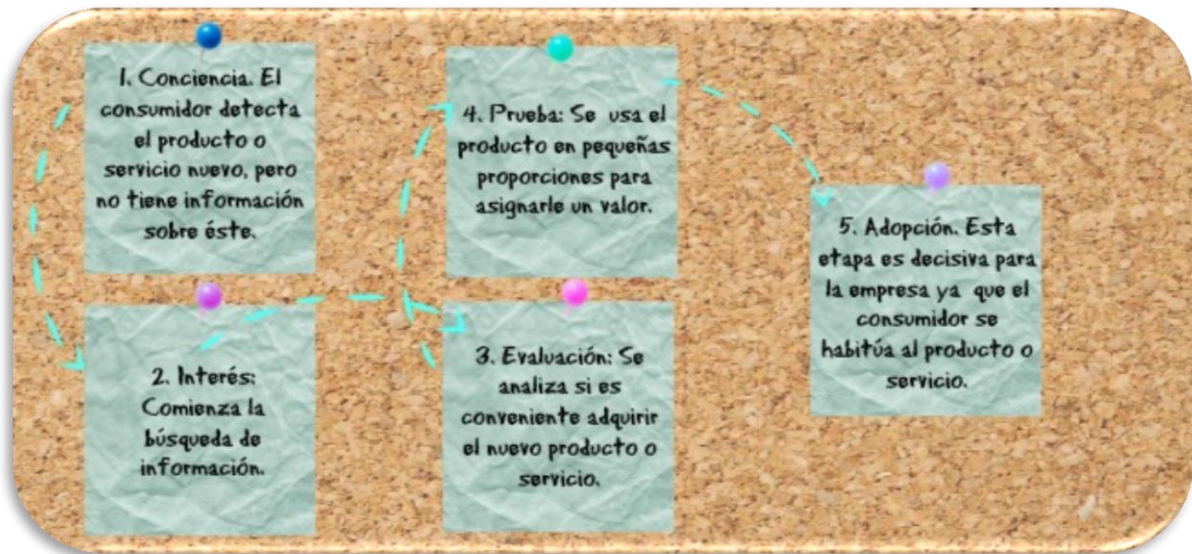 1. Conciencia. El
consumidor detecta
el producto o
servicio nuevo, pero
no tiene información
sobre éste.
2. Interés:
Comienza la
búsqueda de
información.
3. Evaluación: Se
analiza si es
conveniente adquirir
el nuevo producto o
servicio.
4. Prueba: Se usa el
producto en pequeñas
proporciones para
asignarle un valor.
5. Adopción. Esta
etapa es decisiva para
la empresa ya que el
consumidor se
habitúa al producto o
servicio.